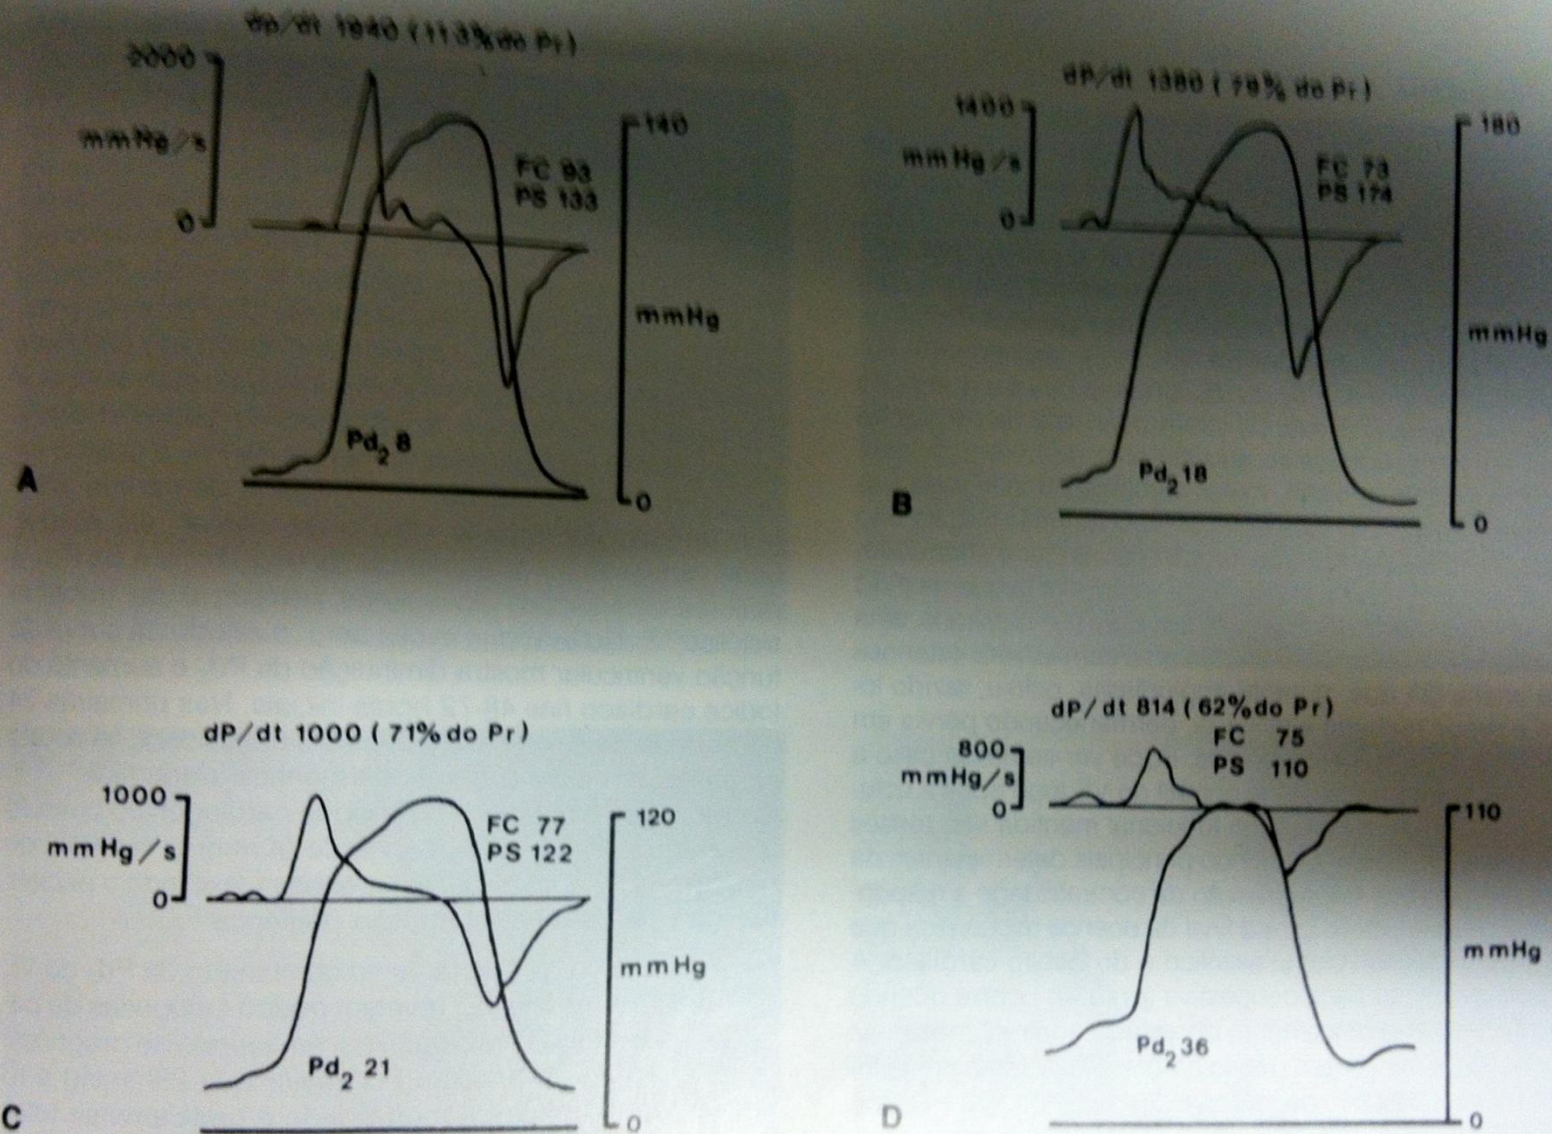 dp/dt 1940 (113% do Pr)
2000
mmHg/s
0
140
FC 93
PS 133
mmHg
Pd2 8
0
A
dP/dt 1380 (79% do Pr)
1400
mmHg/s
0
180
FC 73
PS 174
mmHg
Pd2 18
0
B
dP/dt 1000 (71% do Pr)
1000
mmHg/s
0
120
FC 77
PS 122
mmHg
Pd2 21
0
C
dP/dt 814 (62% do Pr)
FC 75
PS 110
800
mmHg/s
0
110
mmHg
Pd2 36
0
D